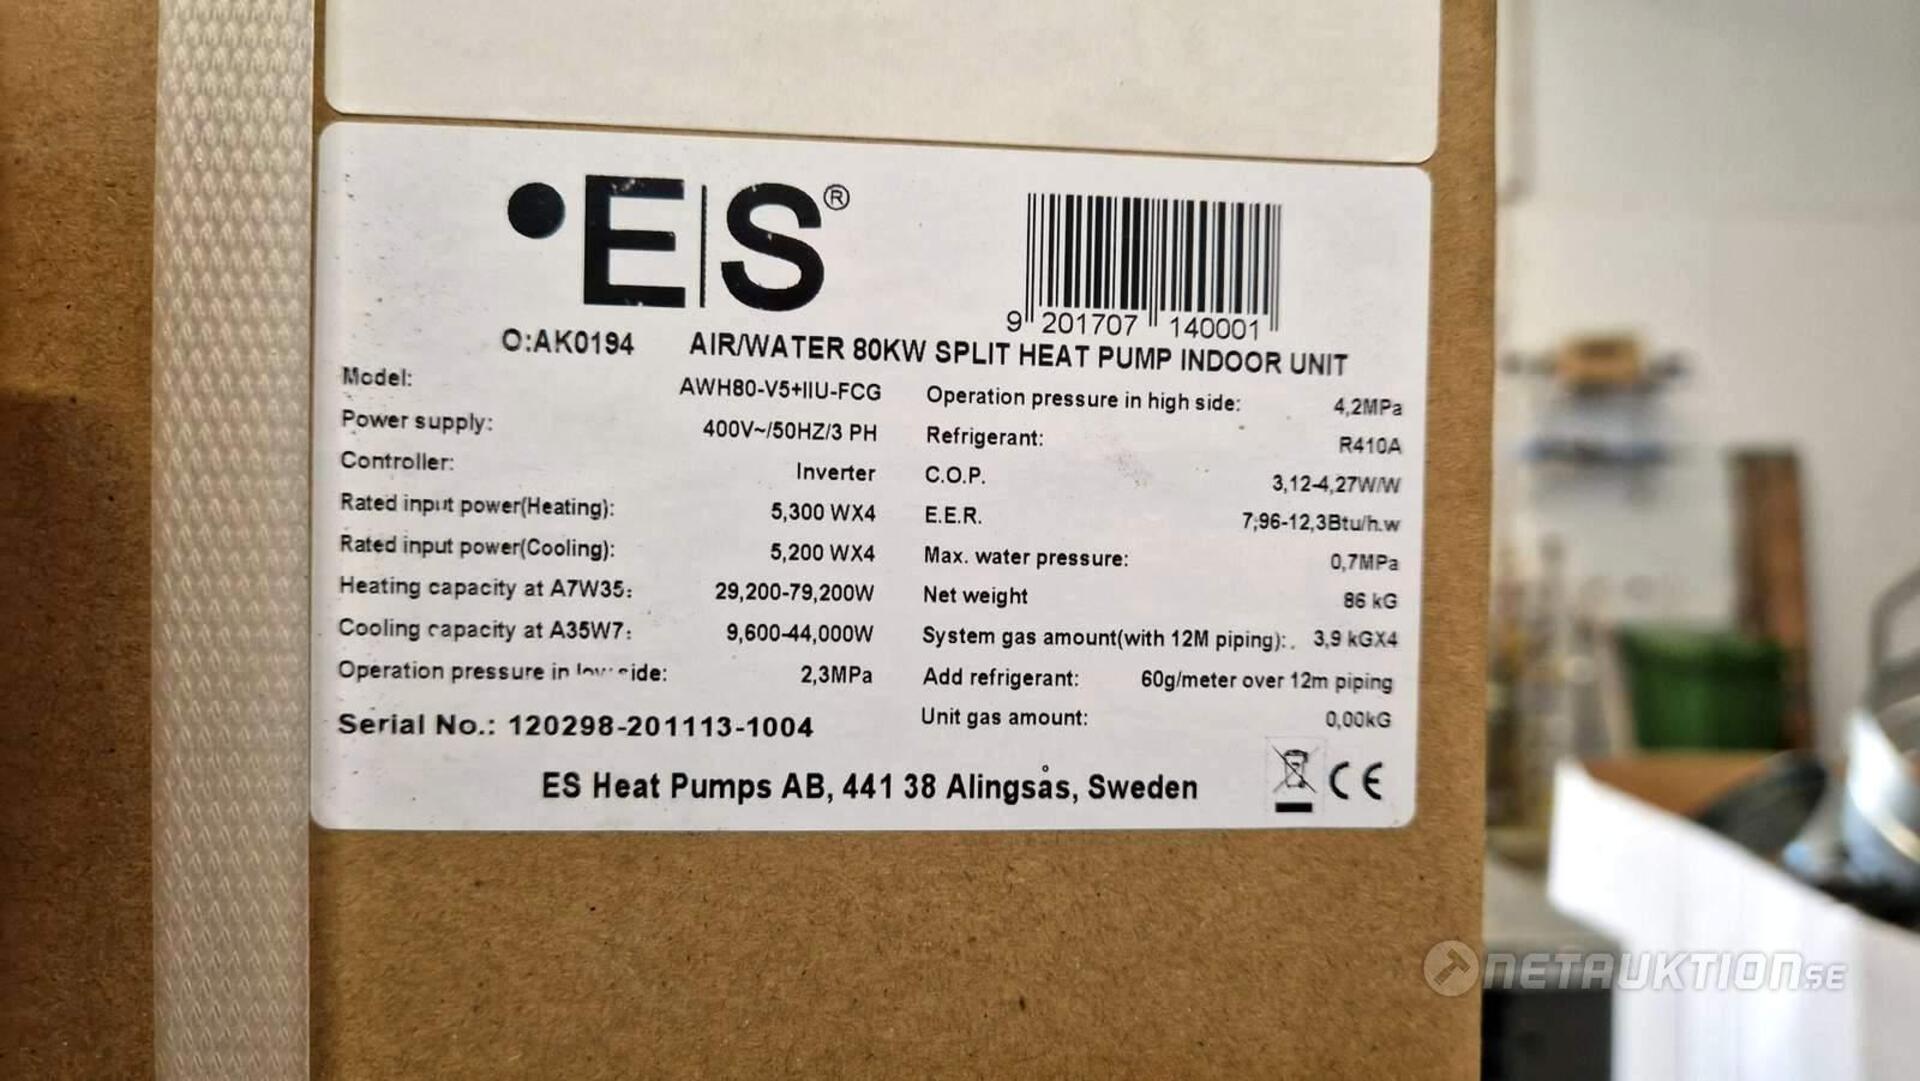 •E|S®
9 201707 140001
O:AK0194 AIR/WATER 80KW SPLIT HEAT PUMP INDOOR UNIT
Model: AWH80-V5+IIU-FCG
Power supply: 400V~/50HZ/3 PH
Controller: Inverter
Rated input power(Heating): 5,300 WX4
Rated input power(Cooling): 5,200 WX4
Heating capacity at A7W35: 29,200-79,200W
Cooling capacity at A35W7: 9,600-44,000W
Operation pressure in low side: 2,3MPa
Serial No.: 120298-201113-1004
Operation pressure in high side: 4,2MPa
Refrigerant: R410A
C.O.P. 3,12-4,27W/W
E.E.R. 7,96-12,3Btu/h.w
Max. water pressure: 0,7MPa
Net weight 86 kG
System gas amount(with 12M piping): 3,9 kGX4
Add refrigerant: 60g/meter over 12m piping
Unit gas amount: 0,00kG
ES Heat Pumps AB, 441 38 Alingsås, Sweden
CE
NETAUKTION.SE